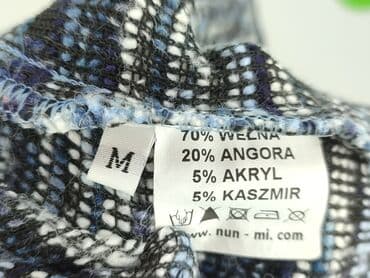 M
70% WEŁNA
20% ANGORA
5% AKRYL
5% KASZMIR
www. nun - mi. com